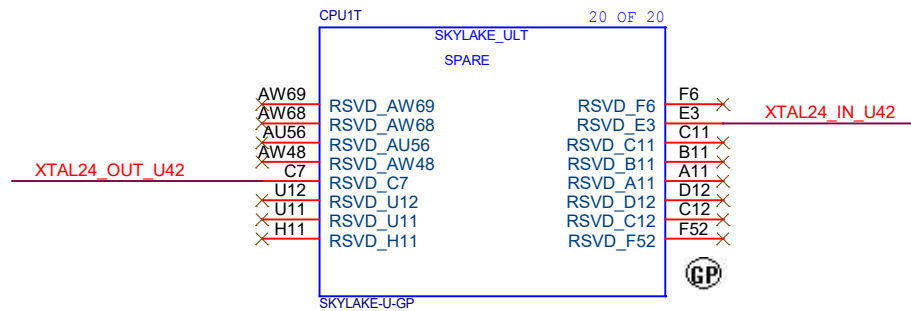 CPU1T 20 OF 20
SKYLAKE_ULT
SPARE
AW69 RSVD_AW69 RSVD_F6 F6
AW68 RSVD_AW68 RSVD_E3 E3 XTAL24_IN_U42
AU56 RSVD_AU56 RSVD_C11 C11
AW48 RSVD_AW48 RSVD_B11 B11
XTAL24_OUT_U42 C7 RSVD_C7 RSVD_A11 A11
U12 RSVD_U12 RSVD_D12 D12
U11 RSVD_U11 RSVD_C12 C12
H11 RSVD_H11 RSVD_F52 F52
GP
SKYLAKE-U-GP